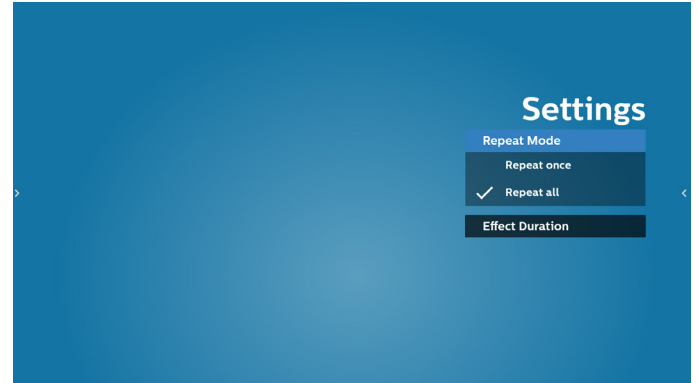 Settings
Repeat Mode
Repeat once
Repeat all
Effect Duration